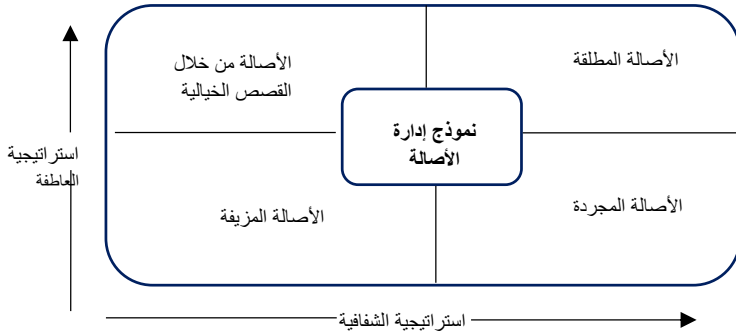 الأصالة المطلقة
الأصالة من خلال
القصص الخيالية
نموذج إدارة
الأصالة
استراتيجية
العاطفة
الأصالة المجردة
الأصالة المزيفة
استراتيجية الشفافية